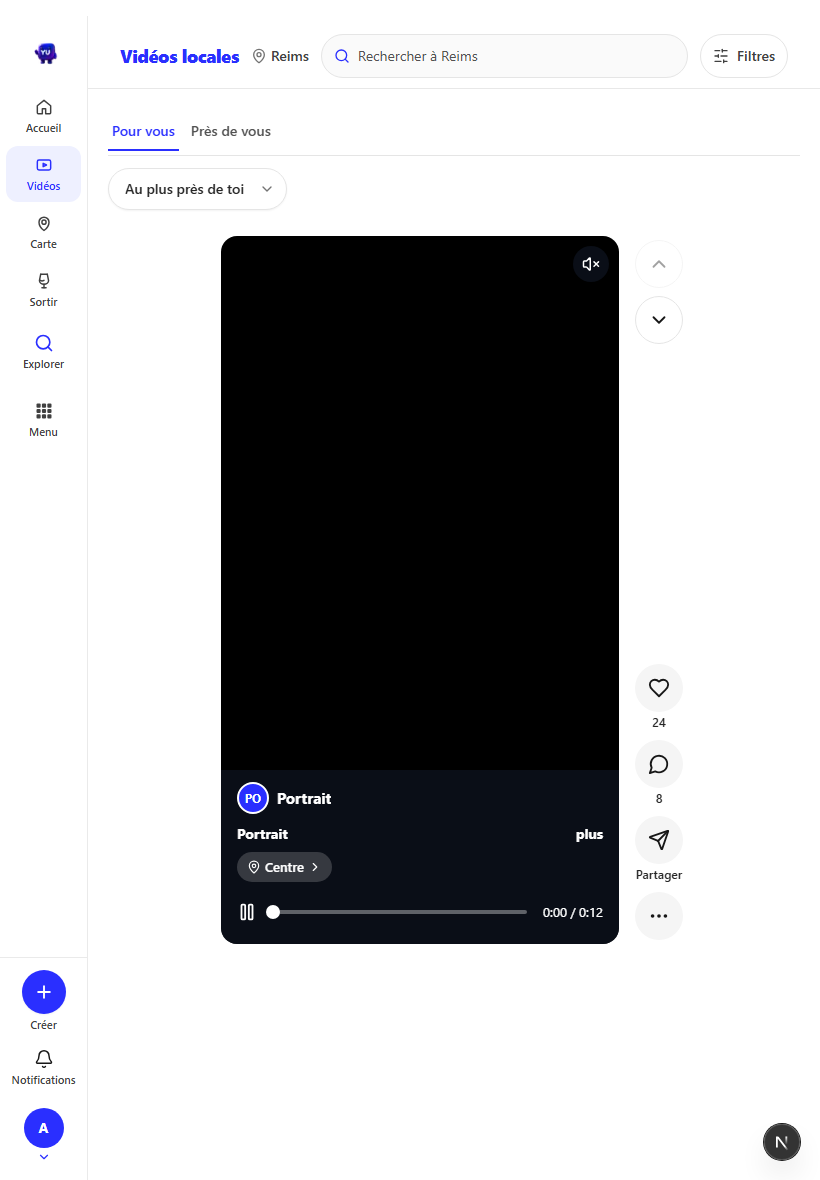 YU
Vidéos locales
Reims
Rechercher à Reims
Filtres
Accueil
Vidéos
Carte
Sortir
Explorer
Menu
Pour vous
Près de vous
Au plus près de toi
24
8
Partager
PO
Portrait
Portrait
plus
Centre
0:00 / 0:12
Créer
Notifications
A
N